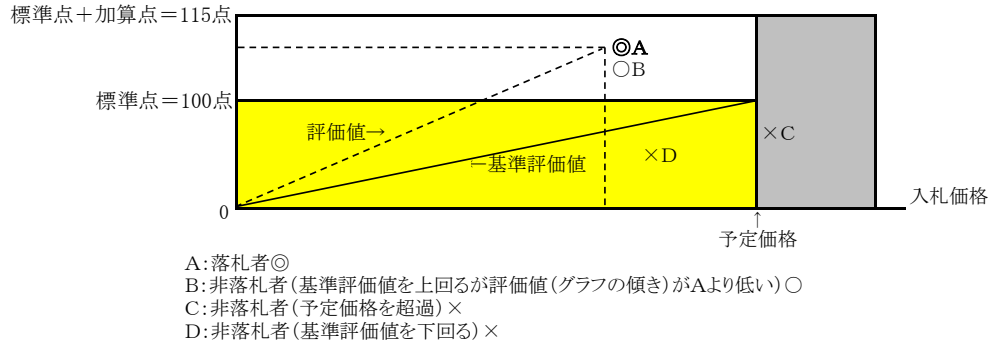 標準点＋加算点＝115点
◎A
○B
標準点＝100点
評価値→
×C
×D
←基準評価値
入札価格
0
↑
予定価格
A:落札者◎
B:非落札者(基準評価値を上回るが評価値(グラフの傾き)がAより低い)○
C:非落札者(予定価格を超過)×
D:非落札者(基準評価値を下回る)×